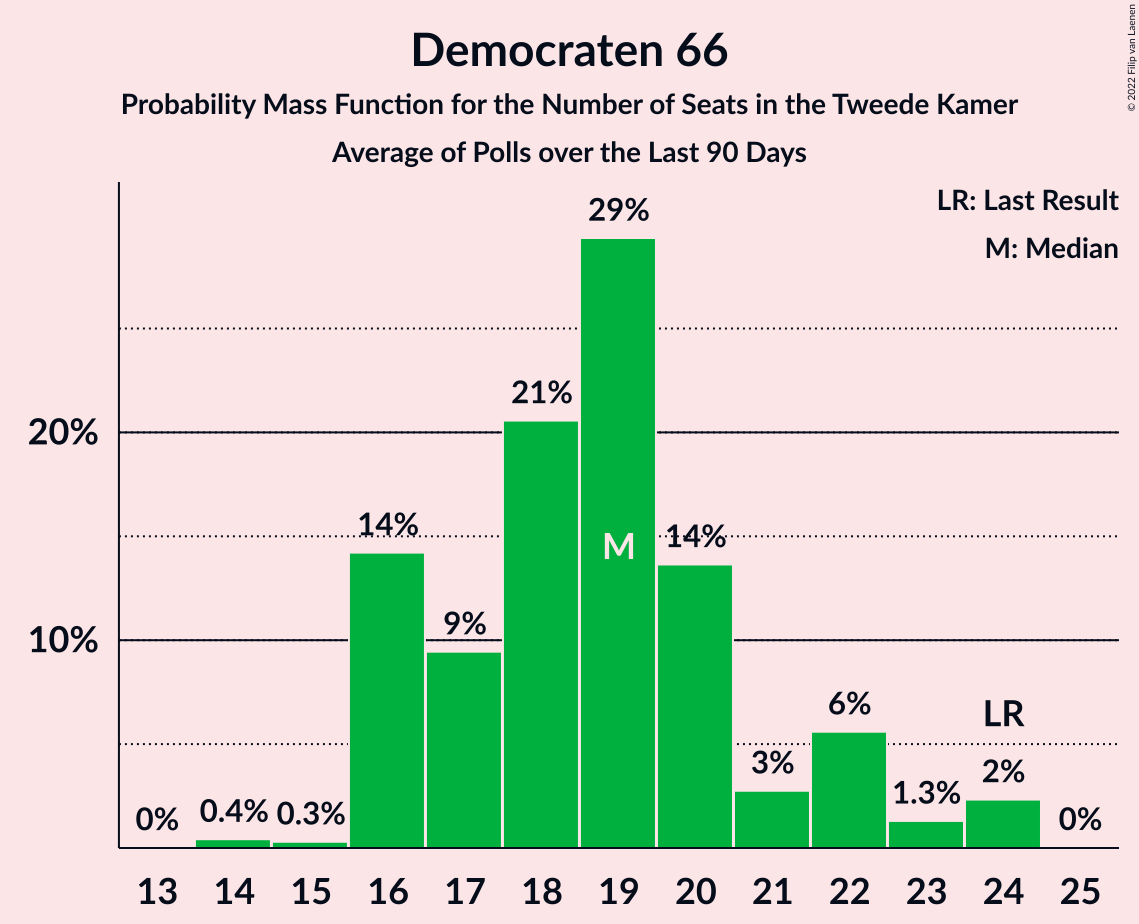 Democraten 66
Probability Mass Function for the Number of Seats in the Tweede Kamer
Average of Polls over the Last 90 Days
© 2022 Filip van Laenen
LR: Last Result
M: Median
20%
10%
0%
0.4%
0.3%
14%
9%
21%
29%
M
14%
3%
6%
1.3%
LR
2%
0%
13 14 15 16 17 18 19 20 21 22 23 24 25